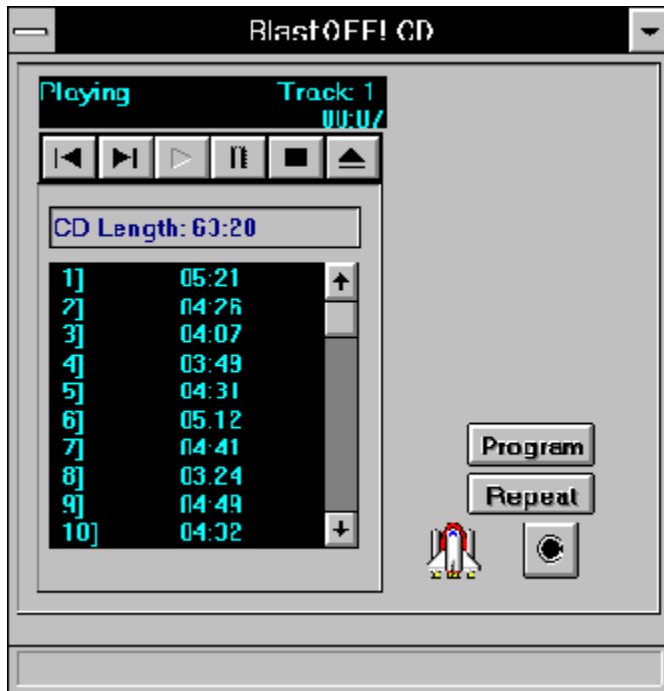 BlastOFF! CD
Playing Track: 1
00:07
CD Length: 60:20
1] 05:21
2] 04:26
3] 04:07
4] 03:49
5] 04:31
6] 05:12
7] 04:41
8] 03:24
9] 04:49
10] 04:32
Program
Repeat